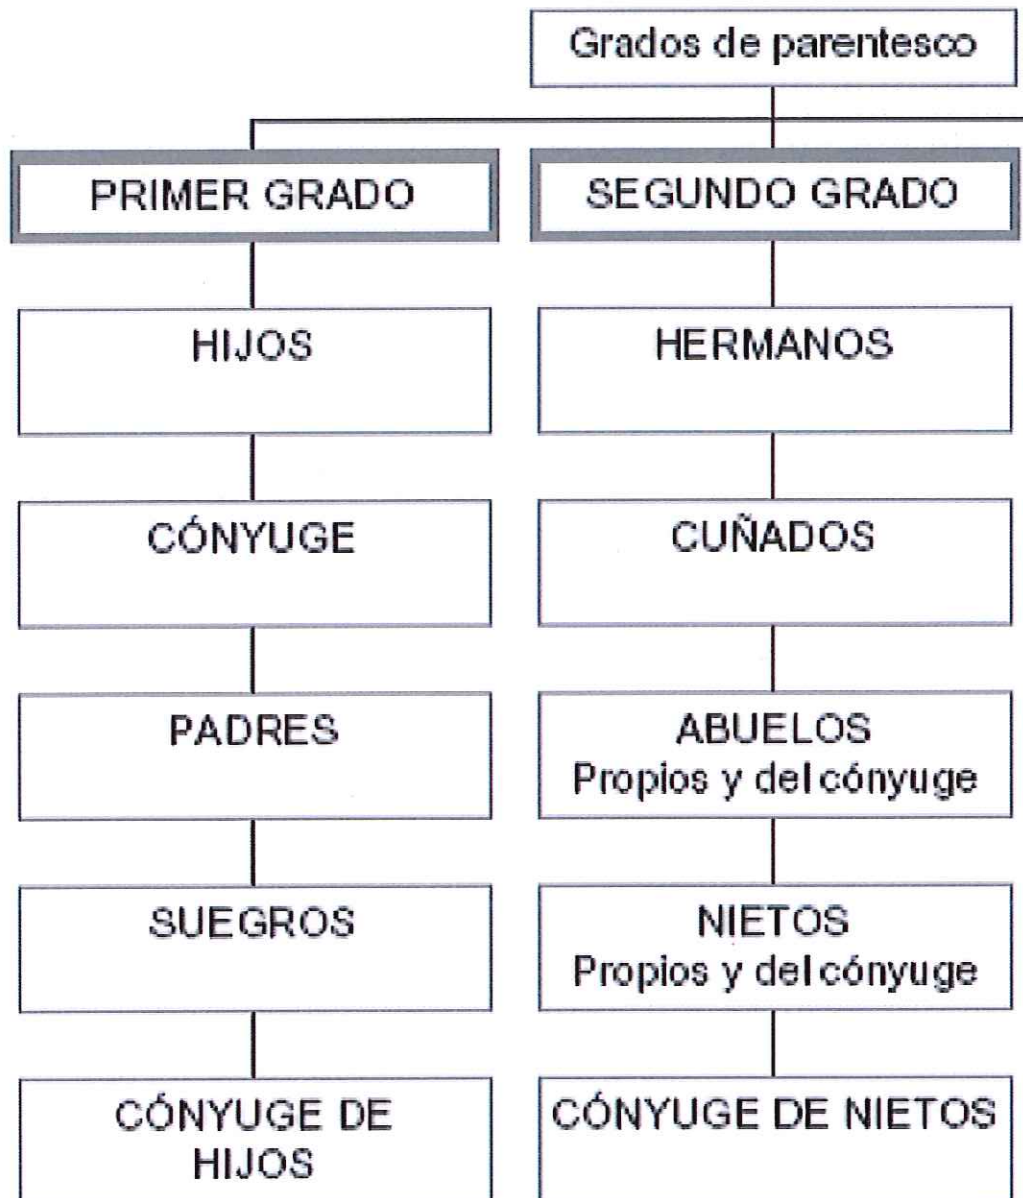 Grados de parentesco
PRIMER GRADO
HIJOS
CÓNYUGE
PADRES
SUEGROS
CÓNYUGE DE
HIJOS
SEGUNDO GRADO
HERMANOS
CUÑADOS
ABUELOS
Propios y del cónyuge
NIETOS
Propios y del cónyuge
CÓNYUGE DE NIETOS